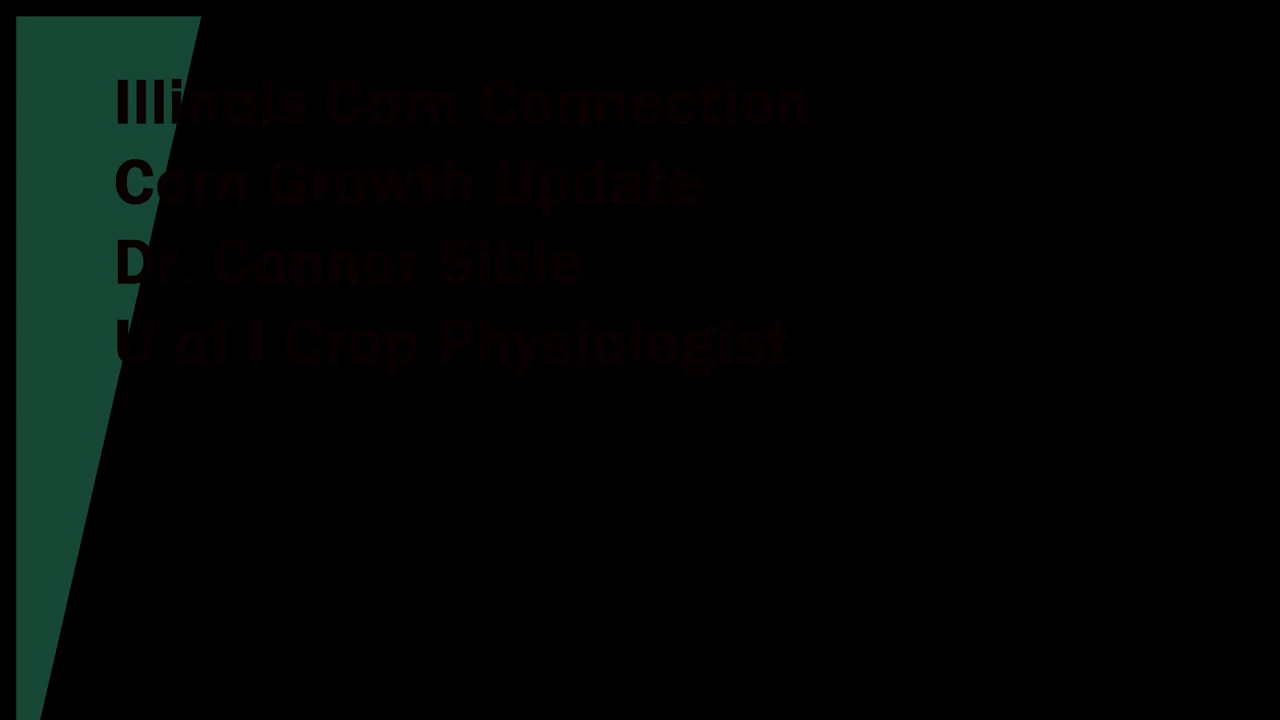 Illinois Corn Connection
Corn Growth Update
Dr. Connor Sible
U of I Crop Physiologist